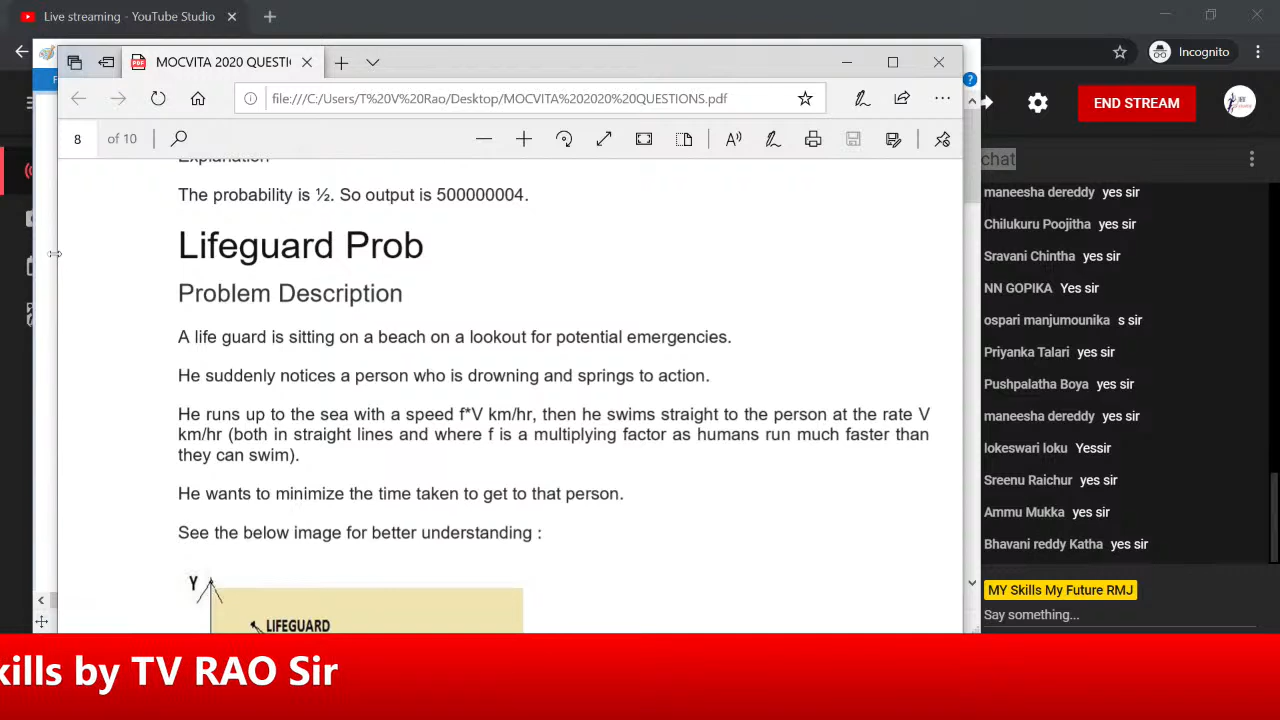 Live streaming - YouTube Studio
Incognito
MOCVITA 2020 QUESTI
file:///C:/Users/T%20V%20Rao/Desktop/MOCVITA%202020%20QUESTIONS.pdf
END STREAM
8 of 10
Explanation
The probability is ½. So output is 500000004.
Lifeguard Prob
Problem Description
A life guard is sitting on a beach on a lookout for potential emergencies.
He suddenly notices a person who is drowning and springs to action.
He runs up to the sea with a speed f*V km/hr, then he swims straight to the person at the rate V
km/hr (both in straight lines and where f is a multiplying factor as humans run much faster than
they can swim).
He wants to minimize the time taken to get to that person.
See the below image for better understanding :
Y
LIFEGUARD
chat
maneesha dereddy yes sir
Chilukuru Poojitha yes sir
Sravani Chintha yes sir
NN GOPIKA Yes sir
ospari manjumounika s sir
Priyanka Talari yes sir
Pushpalatha Boya yes sir
maneesha dereddy yes sir
lokeswari loku Yessir
Sreenu Raichur yes sir
Ammu Mukka yes sir
Bhavani reddy Katha yes sir
MY Skills My Future RMJ
Say something...
kills by TV RAO Sir